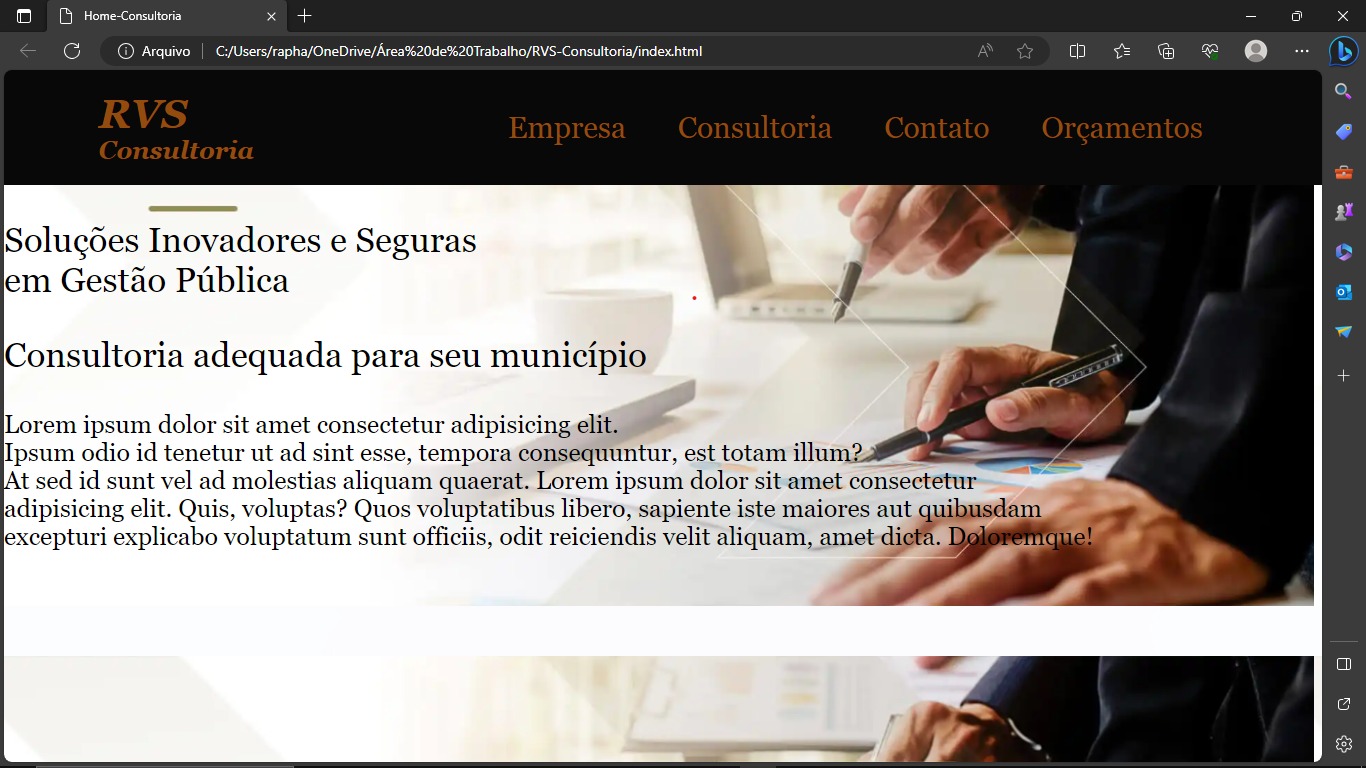 Home-Consultoria
Arquivo
C:/Users/rapha/OneDrive/Área%20de%20Trabalho/RVS-Consultoria/index.html
RVS
Consultoria
Empresa
Consultoria
Contato
Orçamentos
Soluções Inovadores e Seguras
em Gestão Pública
Consultoria adequada para seu município
Lorem ipsum dolor sit amet consectetur adipisicing elit.
Ipsum odio id tenetur ut ad sint esse, tempora consequuntur, est totam illum?
At sed id sunt vel ad molestias aliquam quaerat. Lorem ipsum dolor sit amet consectetur
adipisicing elit. Quis, voluptas? Quos voluptatibus libero, sapiente iste maiores aut quibusdam
excepturi explicabo voluptatum sunt officiis, odit reiciendis velit aliquam, amet dicta. Doloremque!